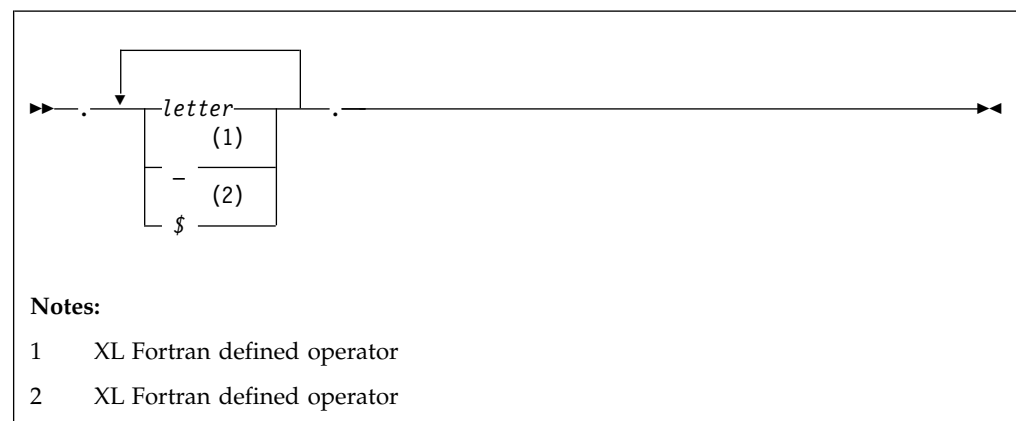 . letter .
(1)
_
(2)
$
Notes:
1 XL Fortran defined operator
2 XL Fortran defined operator